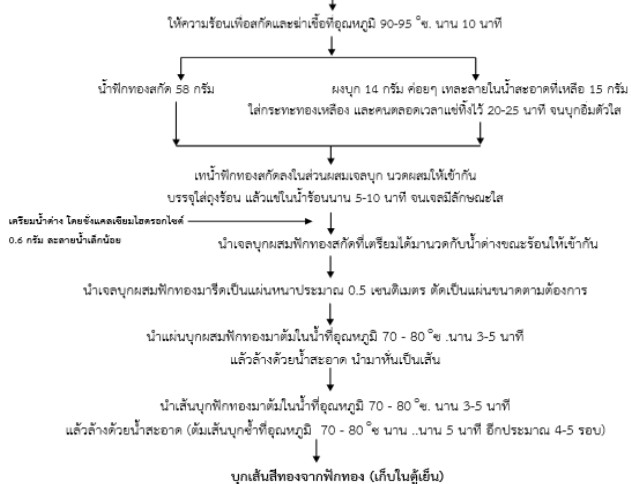 ให้ความร้อนเพื่อสกัดและฆ่าเชื้อที่อุณหภูมิ 90-95 °ซ. นาน 10 นาที
น้ำฟักทองสกัด 58 กรัม
ผงบุก 14 กรัม ค่อยๆ เทละลายในน้ำสะอาดที่เหลือ 15 กรัม
ใส่กระทะทองเหลือง และคนตลอดเวลาแช่ทิ้งไว้ 20-25 นาที จนบุกอิ่มตัวใส
เทน้ำฟักทองสกัดลงในส่วนผสมเจลบุก นวดผสมให้เข้ากัน
บรรจุใส่ถุงร้อน แล้วแช่ในน้ำร้อนนาน 5-10 นาที จนเจลมีลักษณะใส
เตรียมน้ำด่าง โดยชั่งแคลเซียมไฮดรอกไซด์
0.6 กรัม ละลายน้ำเล็กน้อย
นำเจลบุกผสมฟักทองสกัดที่เตรียมได้มานวดกับน้ำด่างขณะร้อนให้เข้ากัน
นำเจลบุกผสมฟักทองมารีดเป็นแผ่นหนาประมาณ 0.5 เซนติเมตร ตัดเป็นแผ่นขนาดตามต้องการ
นำแผ่นบุกผสมฟักทองมาต้มในน้ำที่อุณหภูมิ 70 - 80 °ซ .นาน 3-5 นาที
แล้วล้างด้วยน้ำสะอาด นำมาหั่นเป็นเส้น
นำเส้นบุกฟักทองมาต้มในน้ำที่อุณหภูมิ 70 - 80 °ซ. นาน 3-5 นาที
แล้วล้างด้วยน้ำสะอาด (ต้มเส้นบุกซ้ำที่อุณหภูมิ 70 - 80 °ซ นาน ..นาน 5 นาที อีกประมาณ 4-5 รอบ)
บุกเส้นสีทองจากฟักทอง (เก็บในตู้เย็น)